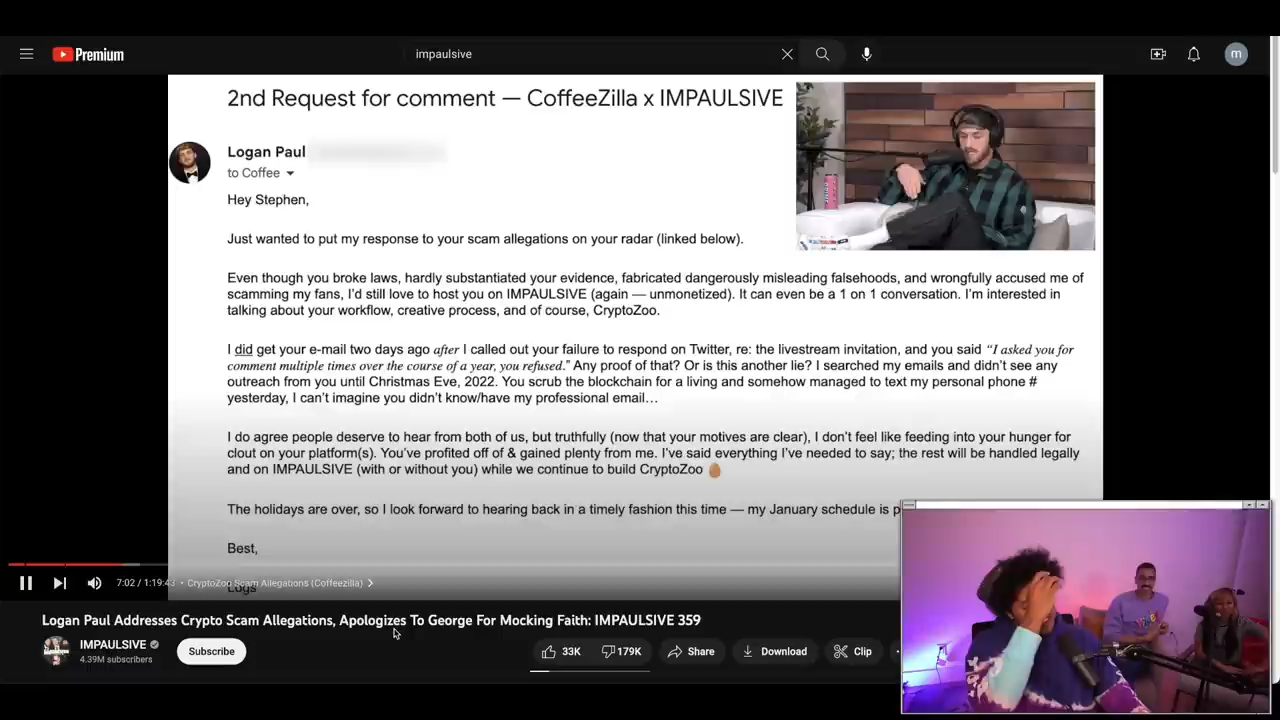 Premium
impaulsive
m
2nd Request for comment — CoffeeZilla x IMPAULSIVE
Logan Paul
to Coffee
Hey Stephen,
Just wanted to put my response to your scam allegations on your radar (linked below).
Even though you broke laws, hardly substantiated your evidence, fabricated dangerously misleading falsehoods, and wrongfully accused me of
scamming my fans, I'd still love to host you on IMPAULSIVE (again — unmonetized). It can even be a 1 on 1 conversation. I'm interested in
talking about your workflow, creative process, and of course, CryptoZoo.
I did get your e-mail two days ago after I called out your failure to respond on Twitter, re: the livestream invitation, and you said “I asked you for
comment multiple times over the course of a year, you refused.” Any proof of that? Or is this another lie? I searched my emails and didn't see any
outreach from you until Christmas Eve, 2022. You scrub the blockchain for a living and somehow managed to text my personal phone #
yesterday, I can't imagine you didn't know/have my professional email…
I do agree people deserve to hear from both of us, but truthfully (now that your motives are clear), I don't feel like feeding into your hunger for
clout on your platform(s). You've profited off of & gained plenty from me. I've said everything I've needed to say; the rest will be handled legally
and on IMPAULSIVE (with or without you) while we continue to build CryptoZoo 🥚
The holidays are over, so I look forward to hearing back in a timely fashion this time — my January schedule is p
Best,
Logs
7:02 / 1:19:43 • CryptoZoo Scam Allegations (Coffeezilla)
Logan Paul Addresses Crypto Scam Allegations, Apologizes To George For Mocking Faith: IMPAULSIVE 359
IMPAULSIVE
4.39M subscribers
Subscribe
33K
179K
Share
Download
Clip